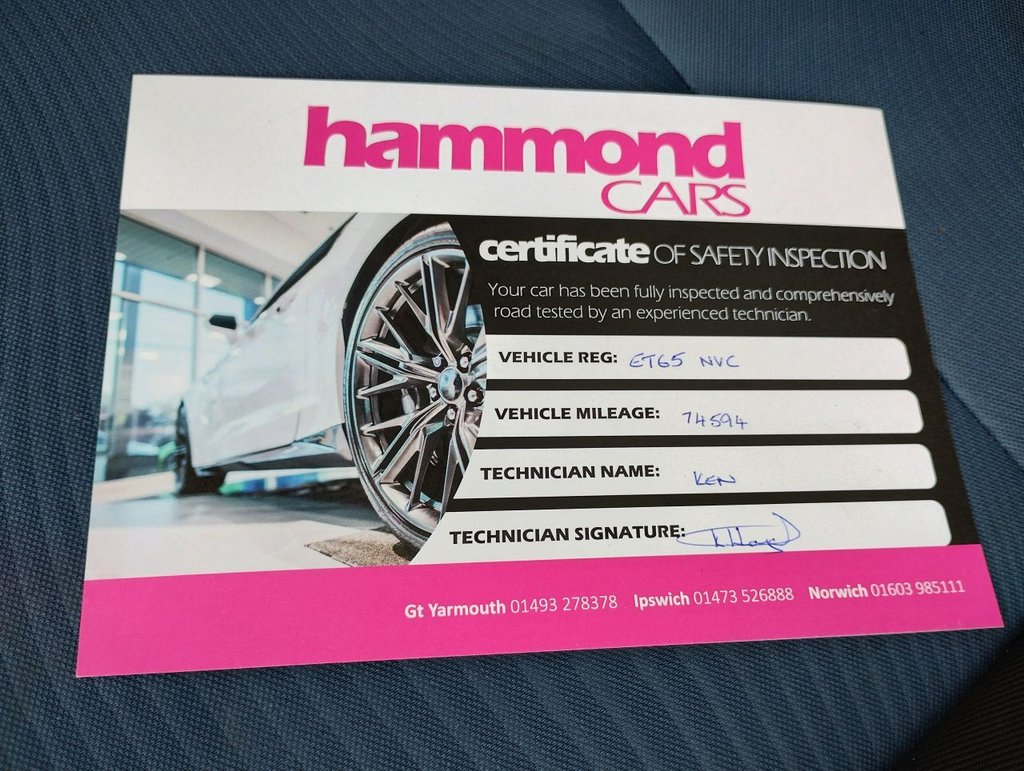 hammond
CARS
certificate OF SAFETY INSPECTION
Your car has been fully inspected and comprehensively
road tested by an experienced technician.
VEHICLE REG: ET65 NVC
VEHICLE MILEAGE: 74594
TECHNICIAN NAME: KEN
TECHNICIAN SIGNATURE:
Gt Yarmouth 01493 278378 Ipswich 01473 526888 Norwich 01603 985111